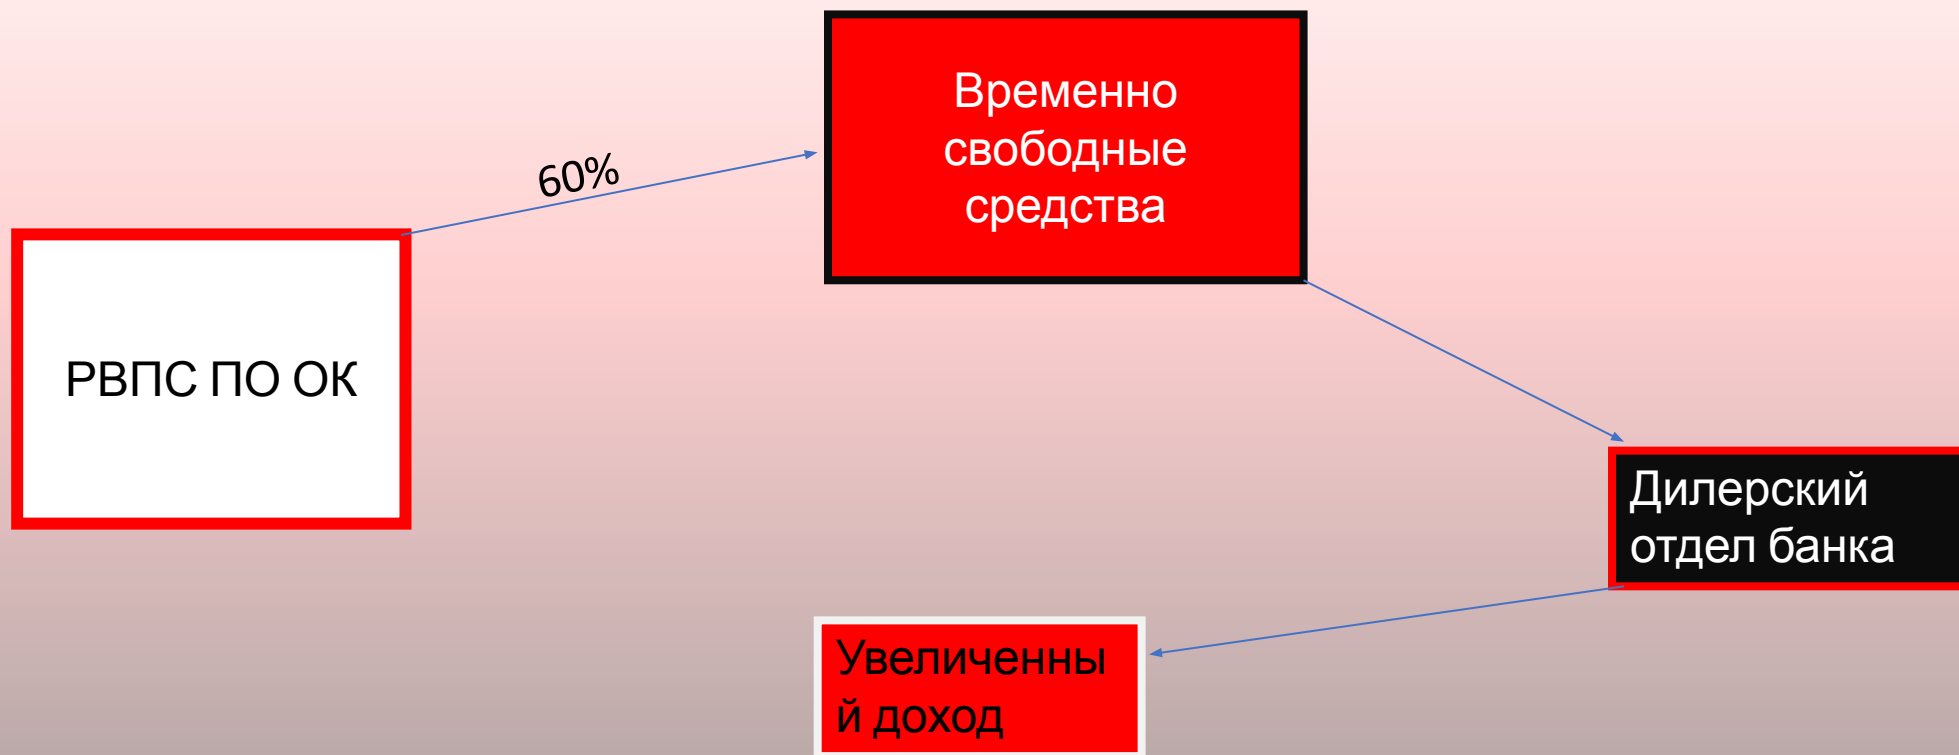 Временно
свободные
средства
60%
РВПС ПО ОК
Дилерский
отдел банка
Увеличенны
й доход